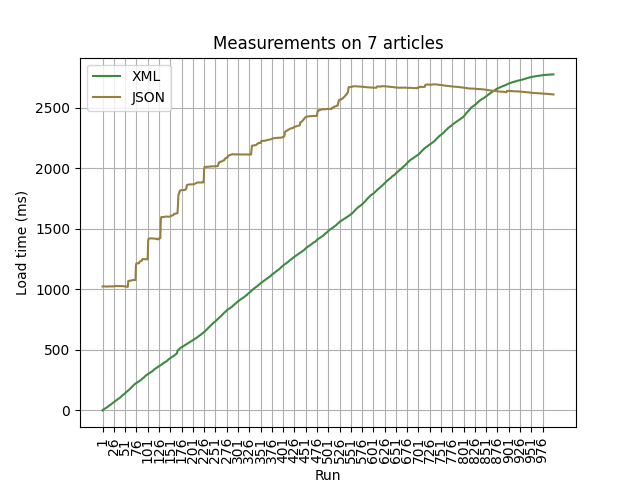 Measurements on 7 articles
XML
JSON
Load time (ms)
2500
2000
1500
1000
500
0
1 26 51 76 101 126 151 176 201 226 251 276 301 326 351 376 401 426 451 476 501 526 551 576 601 626 651 676 701 726 751 776 801 826 851 876 901 926 951 976
Run